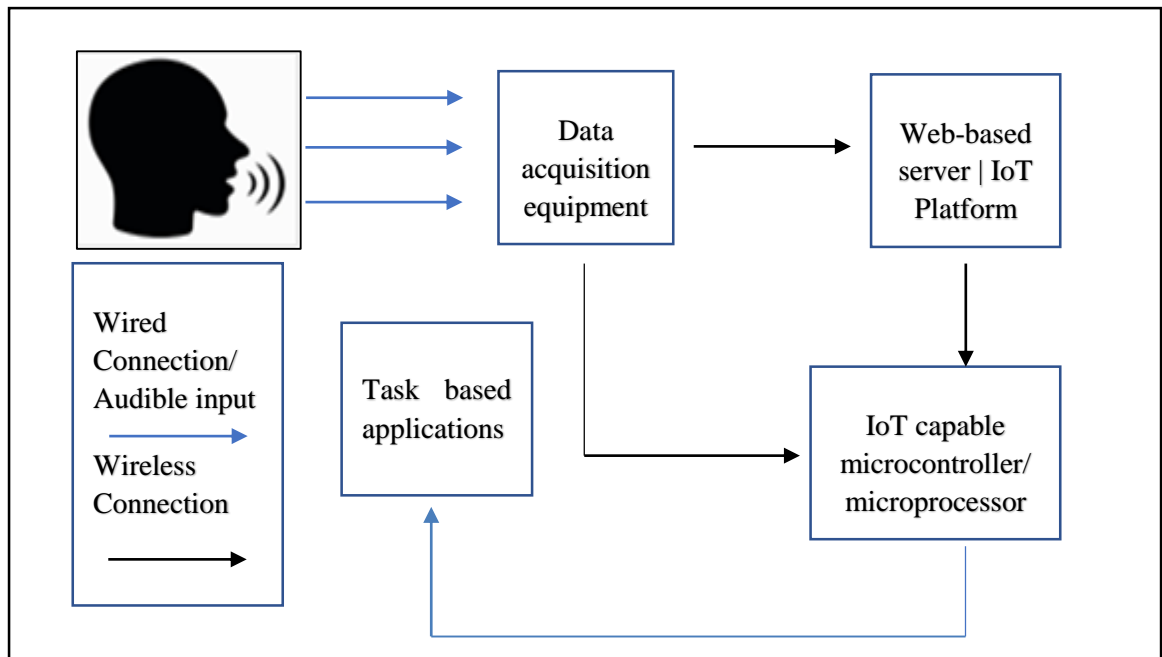 Data
acquisition
equipment
Web-based
server | IoT
Platform
Wired
Connection/
Audible input
Wireless
Connection
Task based
applications
IoT capable
microcontroller/
microprocessor